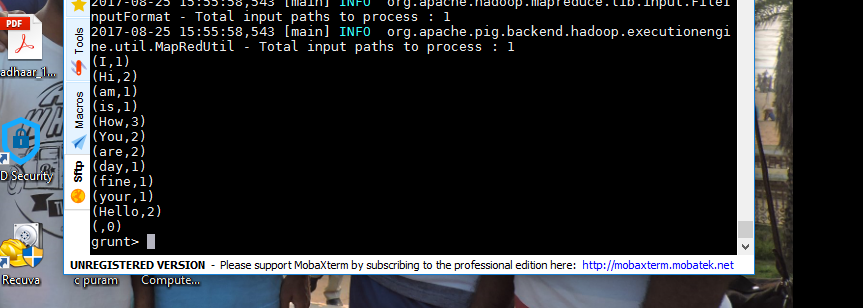 2017-08-25 15:55:58,543 [main] INFO  org.apache.hadoop.mapreduce.lib.input.FileI
nputFormat - Total input paths to process : 1
2017-08-25 15:55:58,543 [main] INFO  org.apache.pig.backend.hadoop.executionengi
ne.util.MapRedUtil - Total input paths to process : 1
(I,1)
(Hi,2)
(am,1)
(is,1)
(How,3)
(You,2)
(are,2)
(day,1)
(fine,1)
(your,1)
(Hello,2)
(,0)
grunt>
UNREGISTERED VERSION - Please support MobaXterm by subscribing to the professional edition here: http://mobaxterm.mobatek.net
Tools
Macros
Sftp
PDF
adhaar_1...
D Security
Recuva
c puram
Compute...